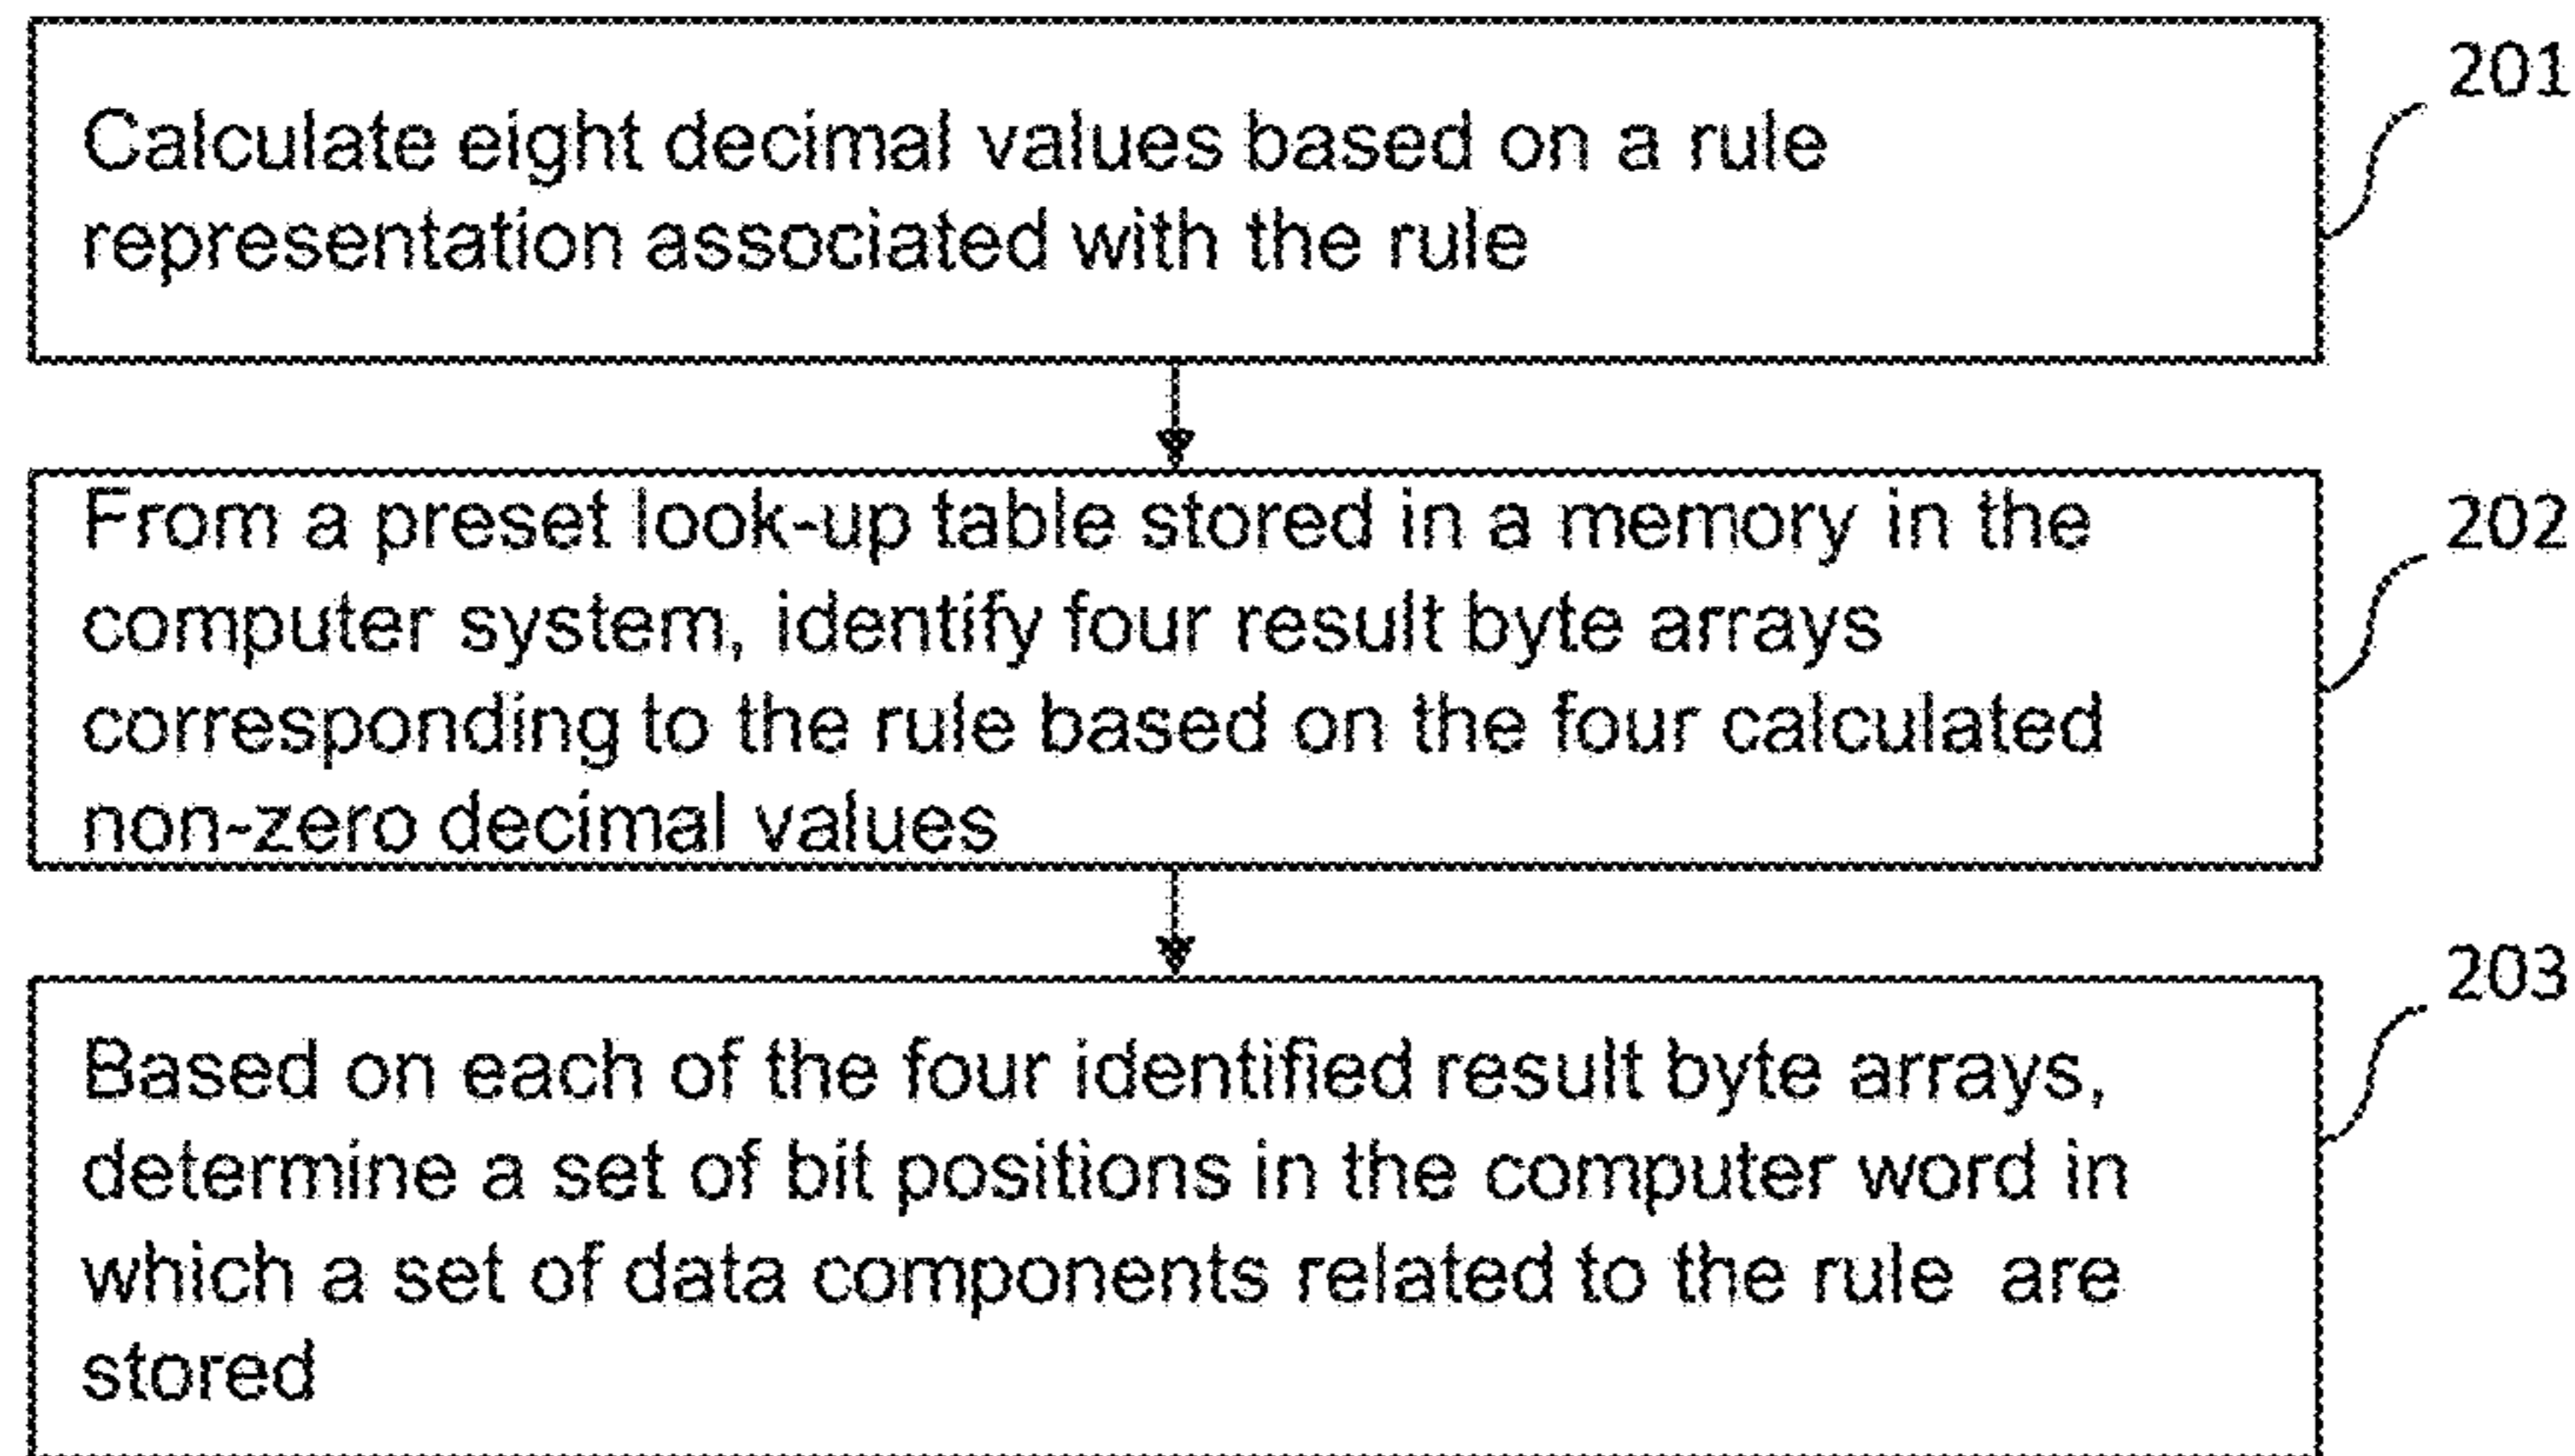 Calculate eight decimal values based on a rule
representation associated with the rule
201
From a preset look-up table stored in a memory in the
computer system, identify four result byte arrays
corresponding to the rule based on the four calculated
non-zero decimal values
202
Based on each of the four identified result byte arrays,
determine a set of bit positions in the computer word in
which a set of data components related to the rule are
stored
203